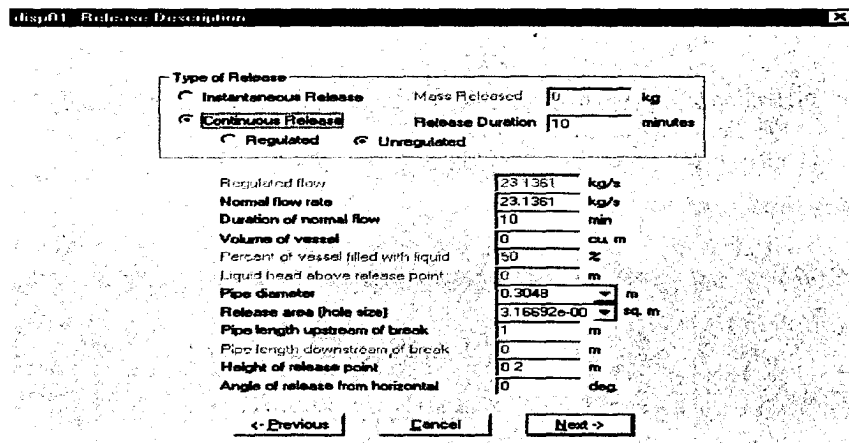 disp01 Release Description
Type of Release
Instantaneous Release Mass Released 0 kg
Continuous Release Release Duration 10 minutes
Regulated Unregulated
Regulated flow 23.1361 kg/s
Normal flow rate 23.1361 kg/s
Duration of normal flow 10 min
Volume of vessel 0 cu. m
Percent of vessel filled with liquid 50 %
Liquid head above release point 0 m
Pipe diameter 0.3048 m
Release area (hole size) 3.16692e-00 sq. m
Pipe length upstream of break 1 m
Pipe length downstream of break 0 m
Height of release point 0.2 m
Angle of release from horizontal 0 deg.
<- Previous Cancel Next ->